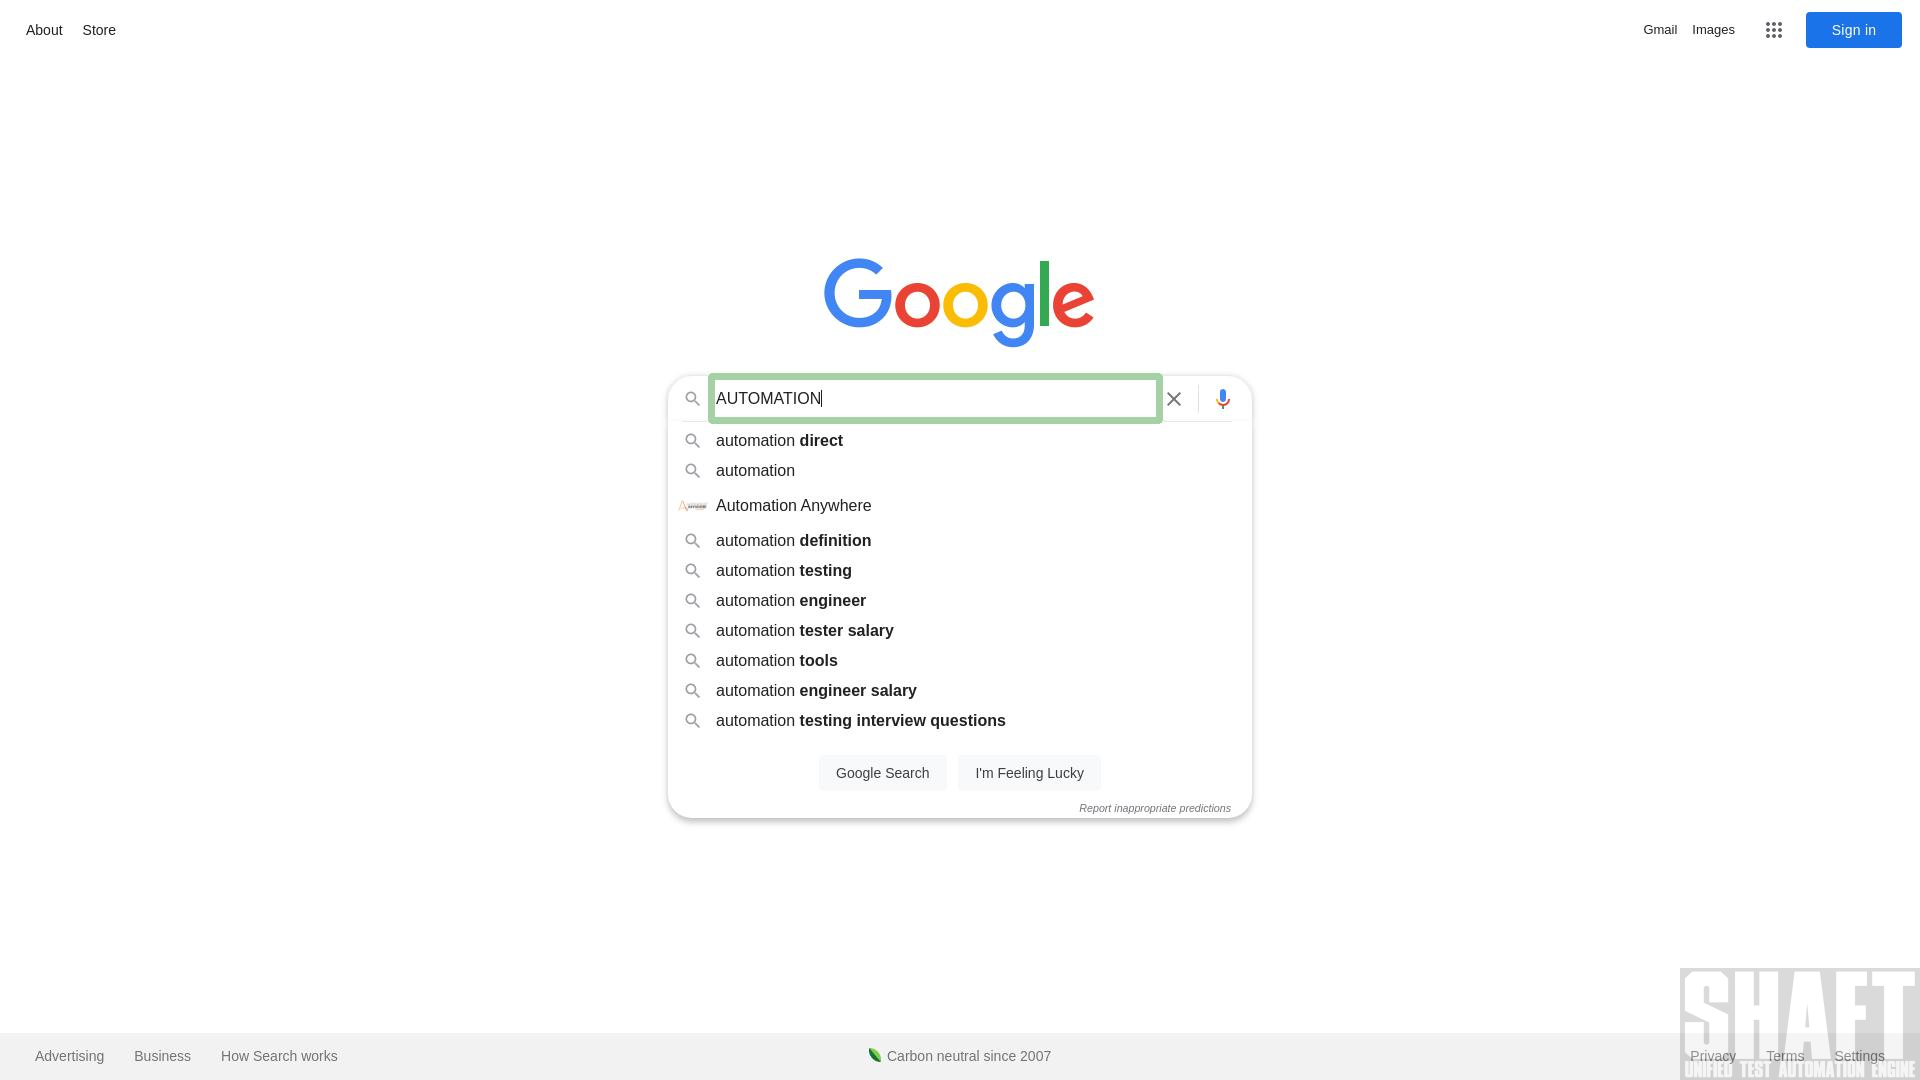 About Store
Gmail Images Sign in
Google
AUTOMATION
automation direct
automation
Automation Anywhere
automation definition
automation testing
automation engineer
automation tester salary
automation tools
automation engineer salary
automation testing interview questions
Google Search I'm Feeling Lucky
Report inappropriate predictions
SHAFT
Advertising Business How Search works Carbon neutral since 2007 Privacy Terms Settings
UNIFIED TEST AUTOMATION ENGINE